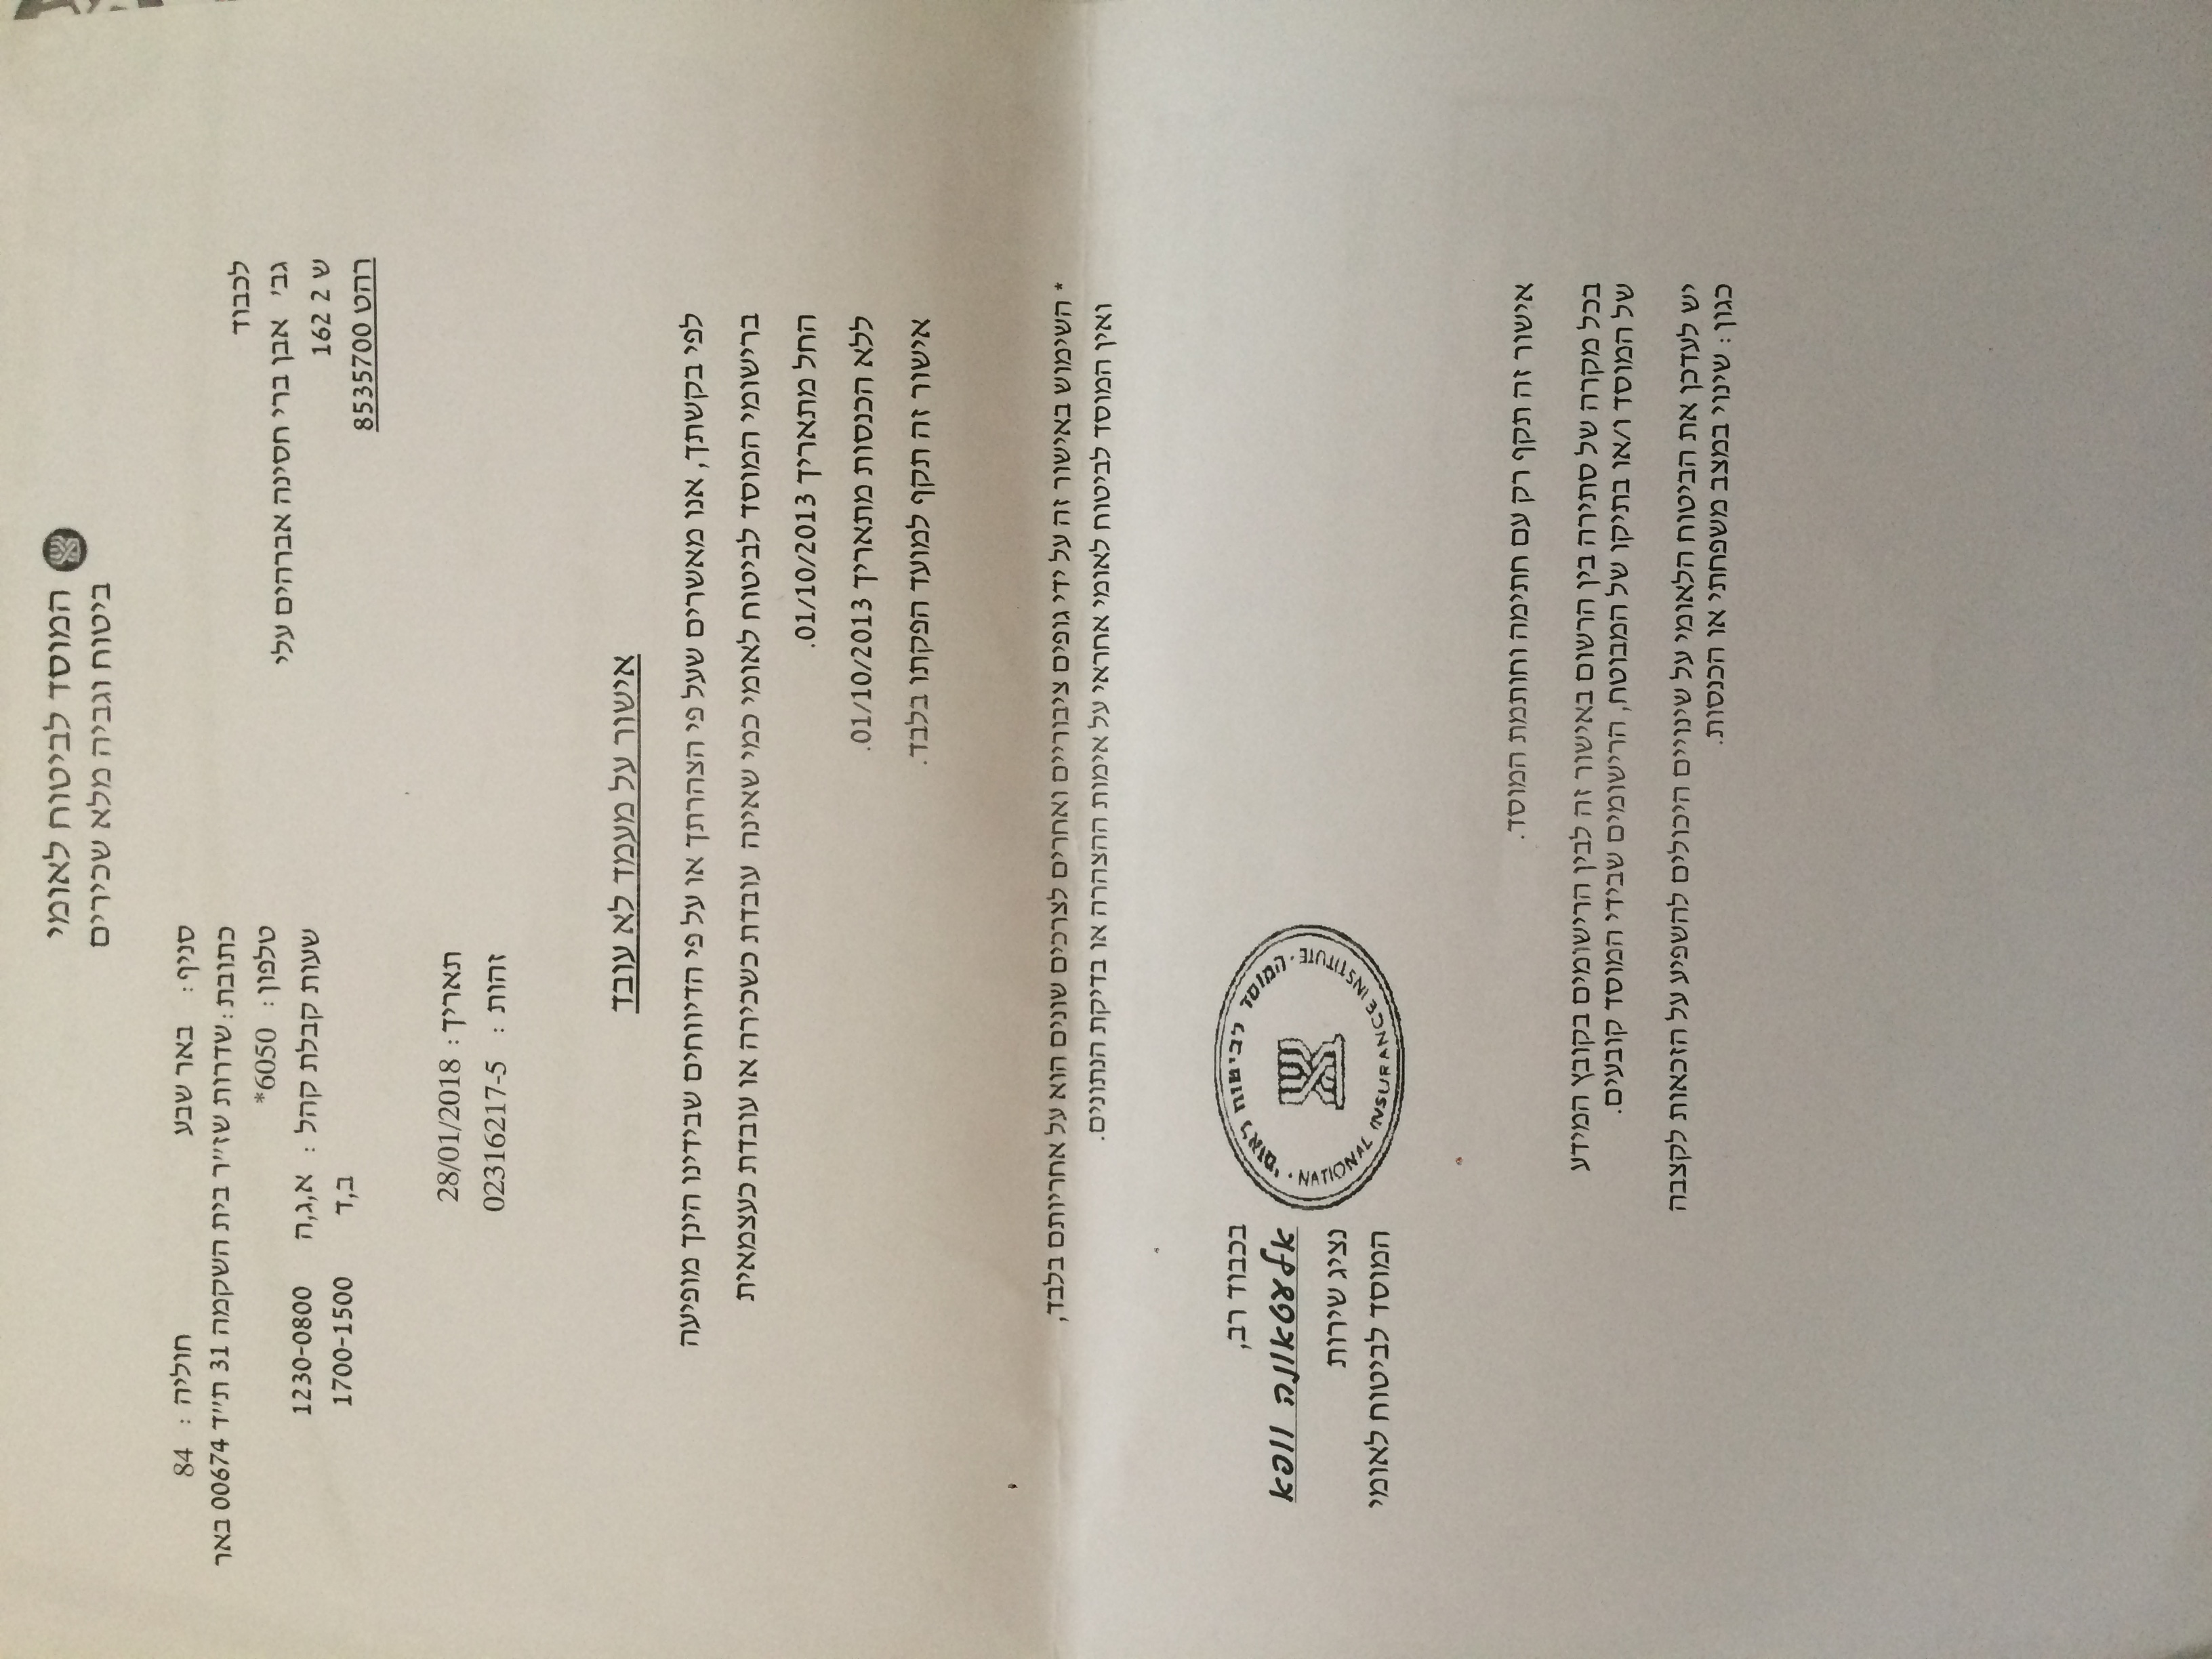 המוסד לביטוח לאומי
ביטוח וגביה מלא שכירים
סניף: באר שבע חוליה: 84
כתובת: שדרות שז״ר בית השקמה 31 ת״ד 00674 באר
טלפון: 6050*
שעות קבלת קהל: א,ג,ה 1230-0800
ב,ד 1700-1500
לכבוד
גב׳ אבן ברי חסינה אברהים עלי
ש 2 162
רהט 8535700
תאריך: 28/01/2018
זהות: 02316217-5
אישור על מעמד לא עובד
לפי בקשתך, אנו מאשרים שעל פי הצהרתך או על פי הדיווחים שבידינו הינך מופיעה
ברישומי המוסד לביטוח לאומי כמי שאינה עובדת כשכירה או עובדת כעצמאית
החל מתאריך 01/10/2013.
ללא הכנסות מתאריך 01/10/2013.
אישור זה תקף למועד הפקתו בלבד.
* השימוש באישור זה על ידי גופים ציבוריים ואחרים לצרכים שונים הוא על אחריותם בלבד,
ואין המוסד לביטוח לאומי אחראי על אימות ההצהרה או בדיקת הנתונים.
בכבוד רב,
אלעטאונה וופא
נציג שירות
המוסד לביטוח לאומי
המוסד לביטוח לאומי
NATIONAL INSURANCE INSTITUTE
אישור זה תקף רק עם חתימה וחותמת המוסד.
בכל מקרה של סתירה בין הרשום באישור זה לבין הרישומים בקובץ המידע
של המוסד ו/או בתיקו של המבוטח, הרישומים שבידי המוסד קובעים.
יש לעדכן את הביטוח הלאומי על שינויים היכולים להשפיע על הזכאות לקצבה
כגון: שינוי במצב משפחתי או הכנסות.